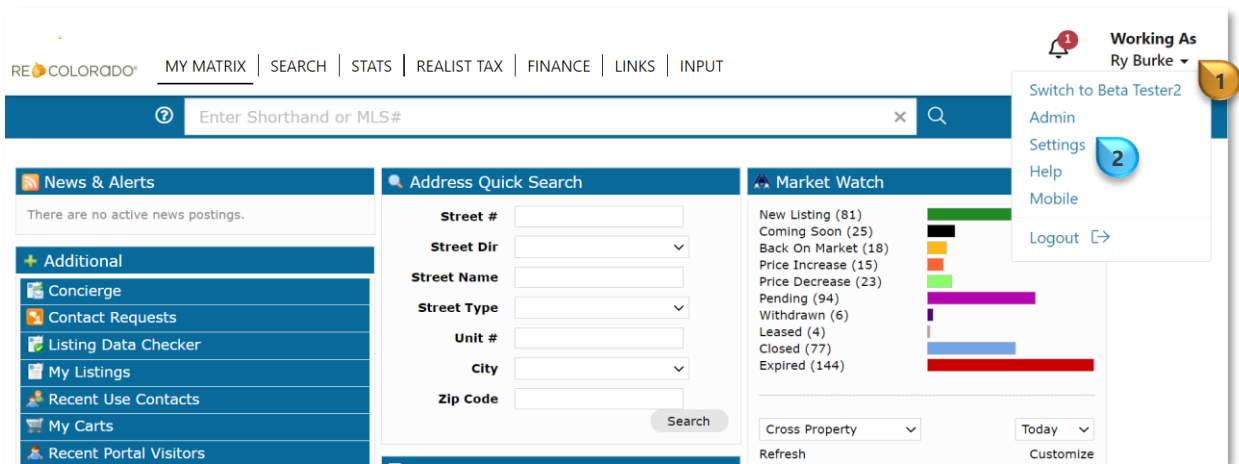 RECOLORADO®
MY MATRIX SEARCH STATS REALIST TAX FINANCE LINKS INPUT
1
Working As
Ry Burke
1
Switch to Beta Tester2
Admin
Settings
2
Help
Mobile
Logout
Enter Shorthand or MLS#
News & Alerts
There are no active news postings.
Additional
Concierge
Contact Requests
Listing Data Checker
My Listings
Recent Use Contacts
My Carts
Recent Portal Visitors
Address Quick Search
Street #
Street Dir
Street Name
Street Type
Unit #
City
Zip Code
Search
Market Watch
New Listing (81)
Coming Soon (25)
Back On Market (18)
Price Increase (15)
Price Decrease (23)
Pending (94)
Withdrawn (6)
Leased (4)
Closed (77)
Expired (144)
Cross Property Today
Refresh Customize